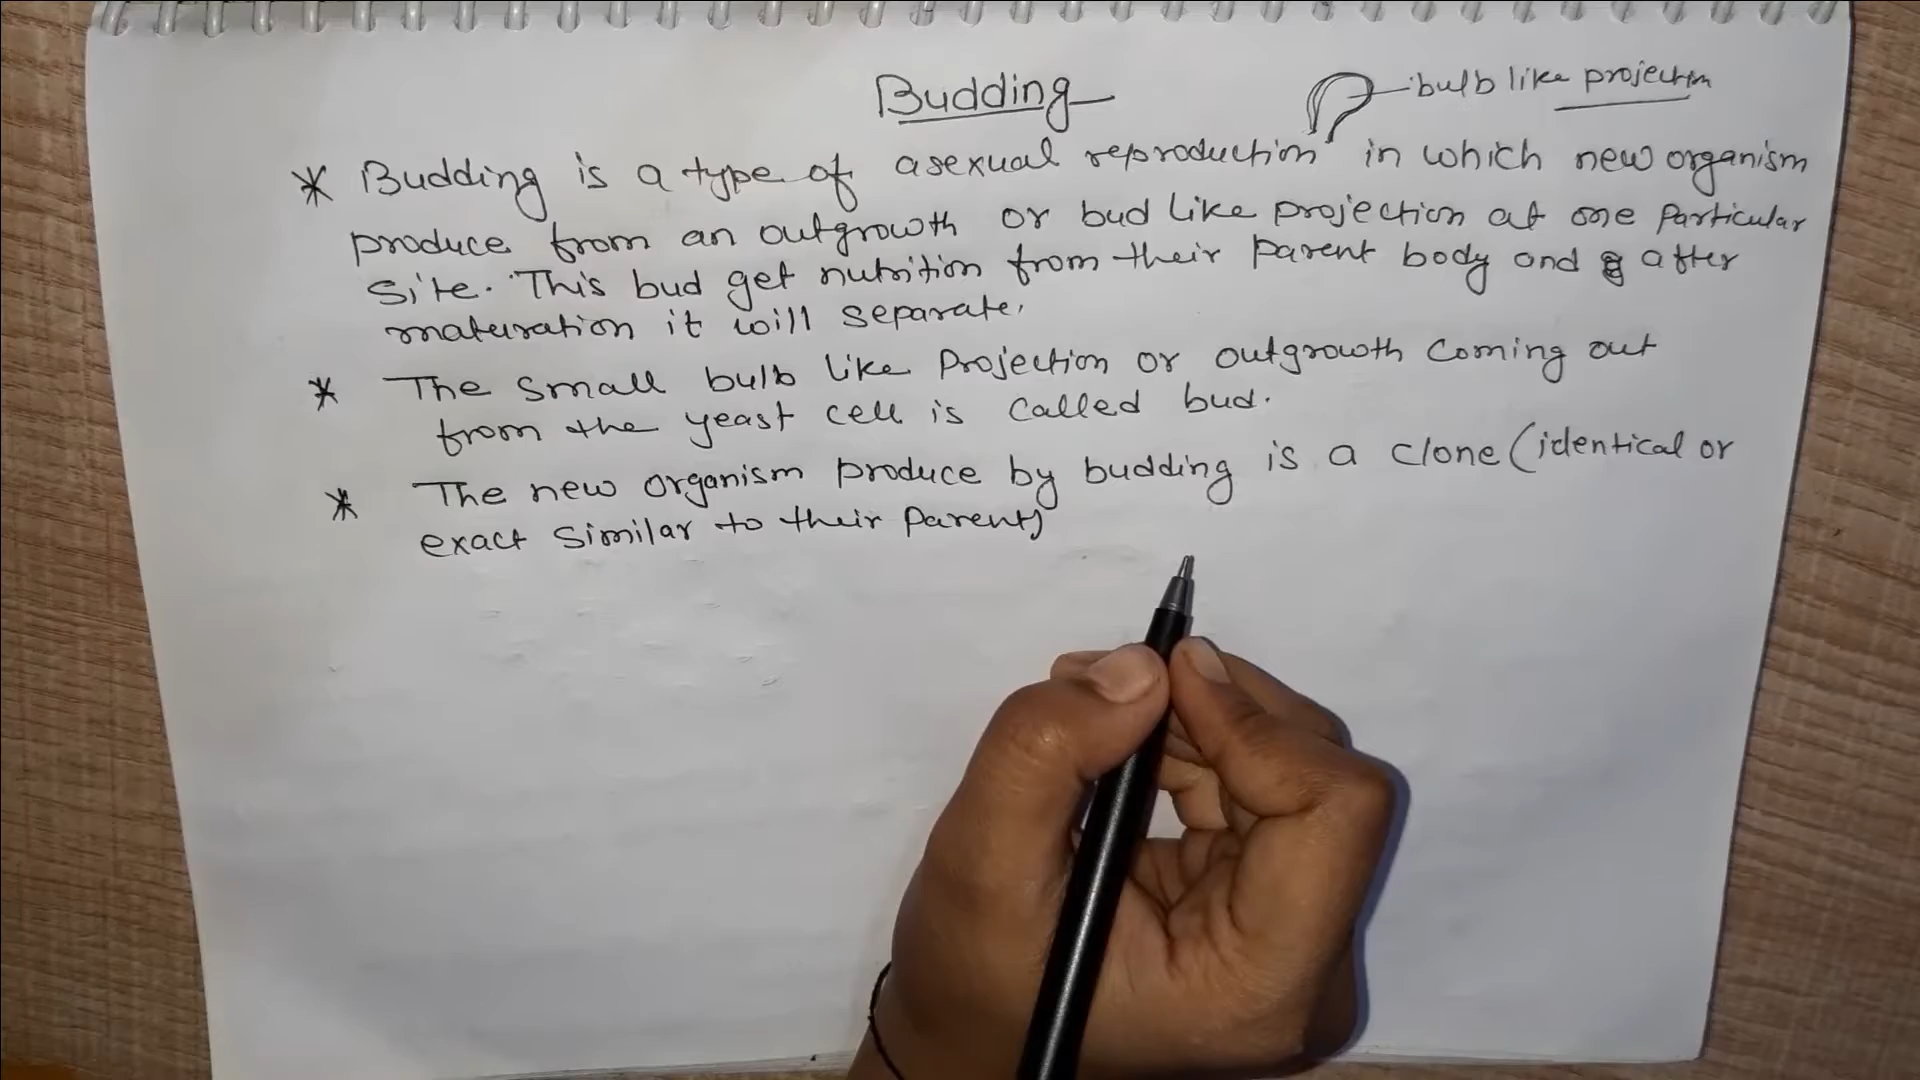 Budding
bulb like projection
* Budding is a type of asexual reproduction in which new organism
produce from an outgrowth or bud like projection at one particular
site. This bud get nutrition from their parent body and after
maturation it will separate.
* The small bulb like projection or outgrowth coming out
from the yeast cell is called bud.
* The new organism produce by budding is a clone (identical or
exact similar to their parent)